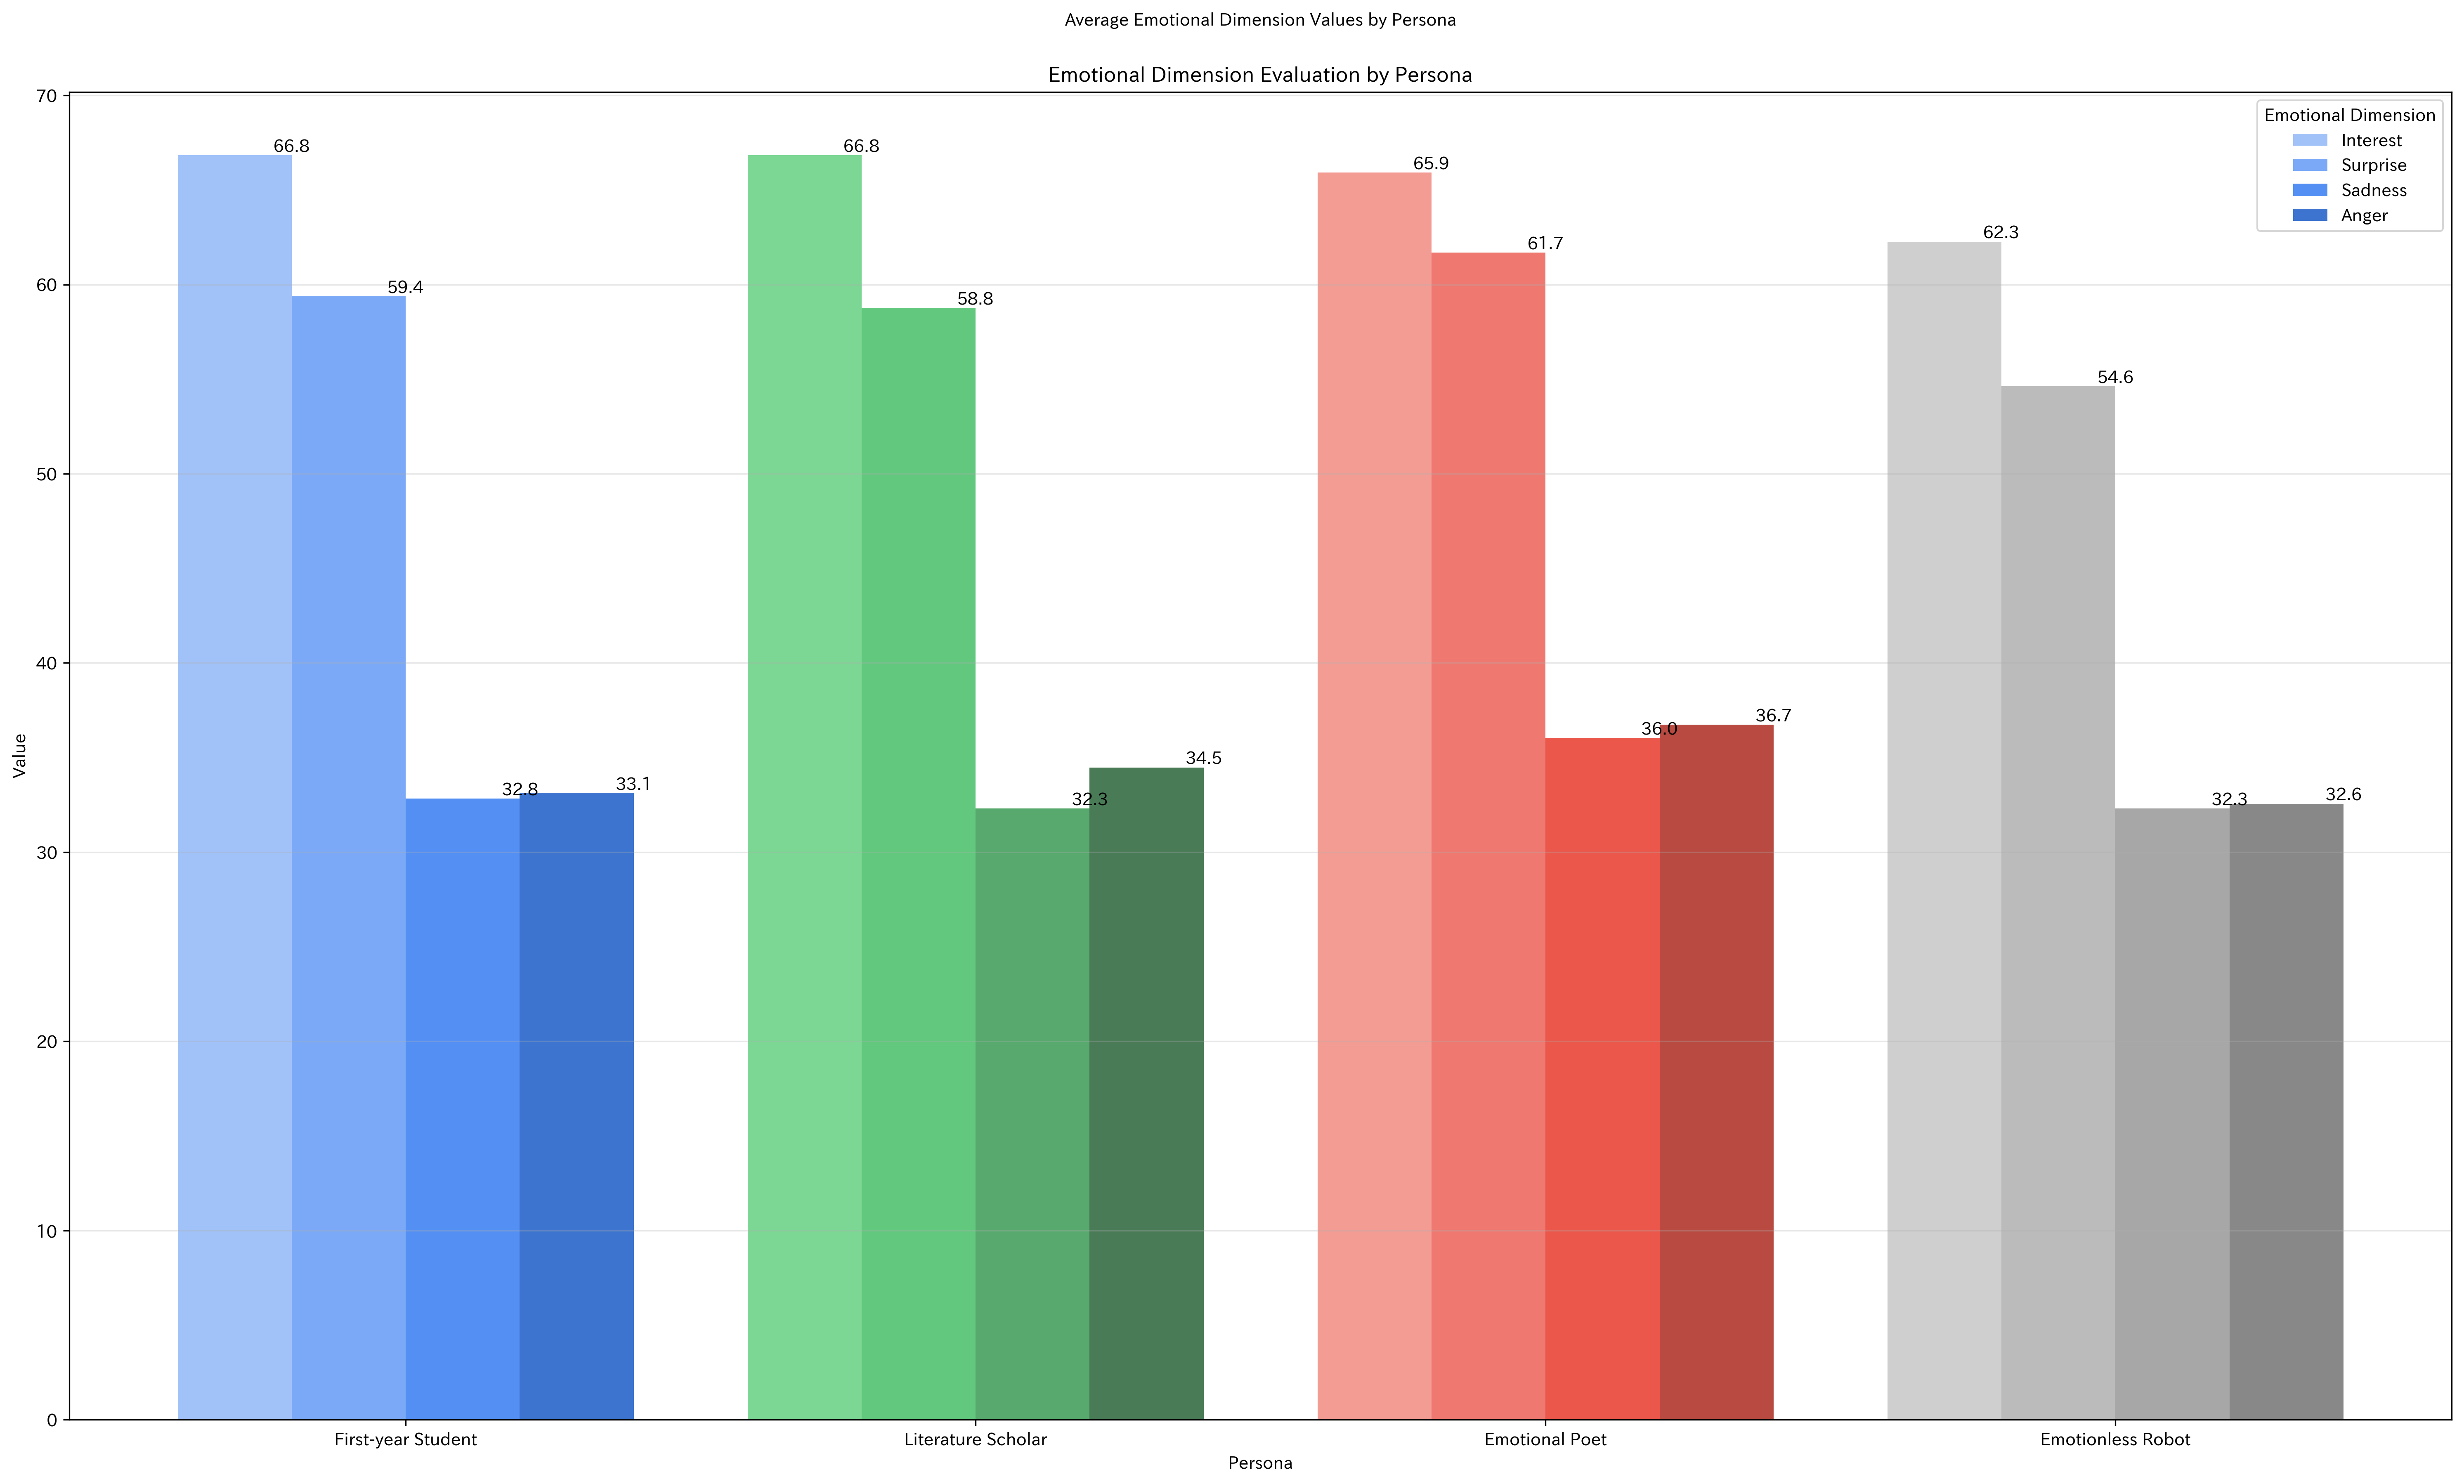 Average Emotional Dimension Values by Persona
Emotional Dimension Evaluation by Persona
Emotional Dimension
Interest
Surprise
Sadness
Anger
Value
70
60
50
40
30
20
10
0
66.8
59.4
32.8
33.1
66.8
58.8
32.3
34.5
65.9
61.7
36.0
36.7
62.3
54.6
32.3
32.6
First-year Student
Literature Scholar
Emotional Poet
Emotionless Robot
Persona